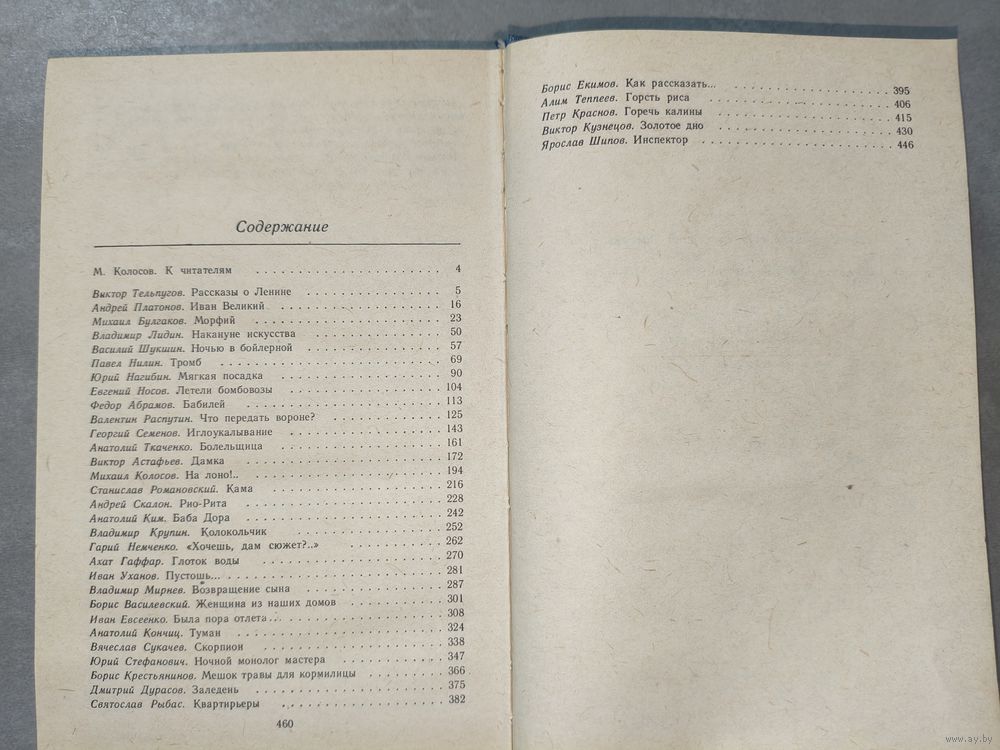 Содержание
М. Колосов. К читателям . . . . . . . . . . . . . . . . . . . 4
Виктор Тельпугов. Рассказы о Ленине . . . . . . . . . . . . . . 5
Андрей Платонов. Иван Великий . . . . . . . . . . . . . . . . 16
Михаил Булгаков. Морфий . . . . . . . . . . . . . . . . . . . 23
Владимир Лидин. Накануне искусства . . . . . . . . . . . . . . 50
Василий Шукшин. Ночью в бойлерной . . . . . . . . . . . . . . 57
Павел Нилин. Тромб . . . . . . . . . . . . . . . . . . . . . . 69
Юрий Нагибин. Мягкая посадка . . . . . . . . . . . . . . . . . 90
Евгений Носов. Летели бомбовозы . . . . . . . . . . . . . . . . 104
Федор Абрамов. Бабилей . . . . . . . . . . . . . . . . . . . . 113
Валентин Распутин. Что передать вороне? . . . . . . . . . . . . 125
Георгий Семенов. Иглоукалывание . . . . . . . . . . . . . . . . 143
Анатолий Ткаченко. Болельщица . . . . . . . . . . . . . . . . . 161
Виктор Астафьев. Дамка . . . . . . . . . . . . . . . . . . . . 172
Михаил Колосов. На лоно!.. . . . . . . . . . . . . . . . . . . 194
Станислав Романовский. Кама . . . . . . . . . . . . . . . . . . 216
Андрей Скалон. Рио-Рита . . . . . . . . . . . . . . . . . . . . 228
Анатолий Ким. Баба Дора . . . . . . . . . . . . . . . . . . . . 242
Владимир Крупин. Колокольчик . . . . . . . . . . . . . . . . . 252
Гарий Немченко. «Хочешь, дам сюжет?..» . . . . . . . . . . . . 262
Ахат Гаффар. Глоток воды . . . . . . . . . . . . . . . . . . . 270
Иван Уханов. Пустошь... . . . . . . . . . . . . . . . . . . . . 281
Владимир Мирнев. Возвращение сына . . . . . . . . . . . . . . . 287
Борис Василевский. Женщина из наших домов . . . . . . . . . . . 301
Иван Евсеенко. Была пора отлета . . . . . . . . . . . . . . . . 308
Анатолий Кончиц. Туман . . . . . . . . . . . . . . . . . . . . 324
Вячеслав Сукачев. Скорпион . . . . . . . . . . . . . . . . . . 338
Юрий Стефанович. Ночной монолог мастера . . . . . . . . . . . . 347
Борис Крестьянинов. Мешок травы для кормилицы . . . . . . . . . 366
Дмитрий Дурасов. Заледень . . . . . . . . . . . . . . . . . . . 375
Святослав Рыбас. Квартирьеры . . . . . . . . . . . . . . . . . 382
460
Борис Екимов. Как рассказать... . . . . . . . . . . . . . . . . 395
Алим Теппеев. Горсть риса . . . . . . . . . . . . . . . . . . . 406
Петр Краснов. Горечь калины . . . . . . . . . . . . . . . . . . 415
Виктор Кузнецов. Золотое дно . . . . . . . . . . . . . . . . . 430
Ярослав Шипов. Инспектор . . . . . . . . . . . . . . . . . . . 446
www.ay.by